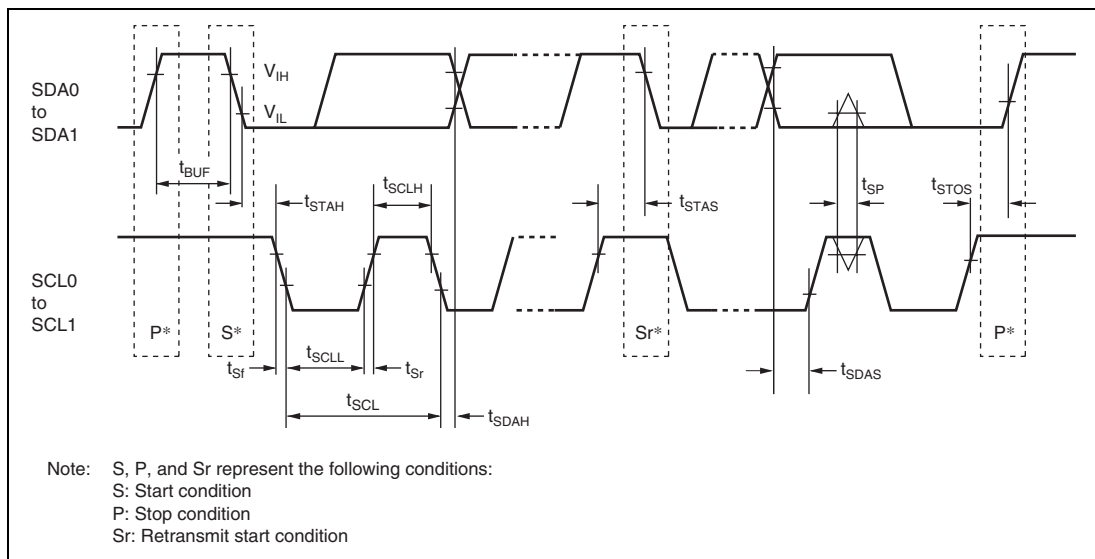 SDA0
to
SDA1
V_IH
V_IL
t_BUF
t_STAH
t_SCLH
t_STAS
t_SP
t_STOS
SCL0
to
SCL1
P*
S*
Sr*
P*
t_Sf
t_SCLL
t_Sr
t_SDAS
t_SCL
t_SDAH
Note: S, P, and Sr represent the following conditions:
S: Start condition
P: Stop condition
Sr: Retransmit start condition